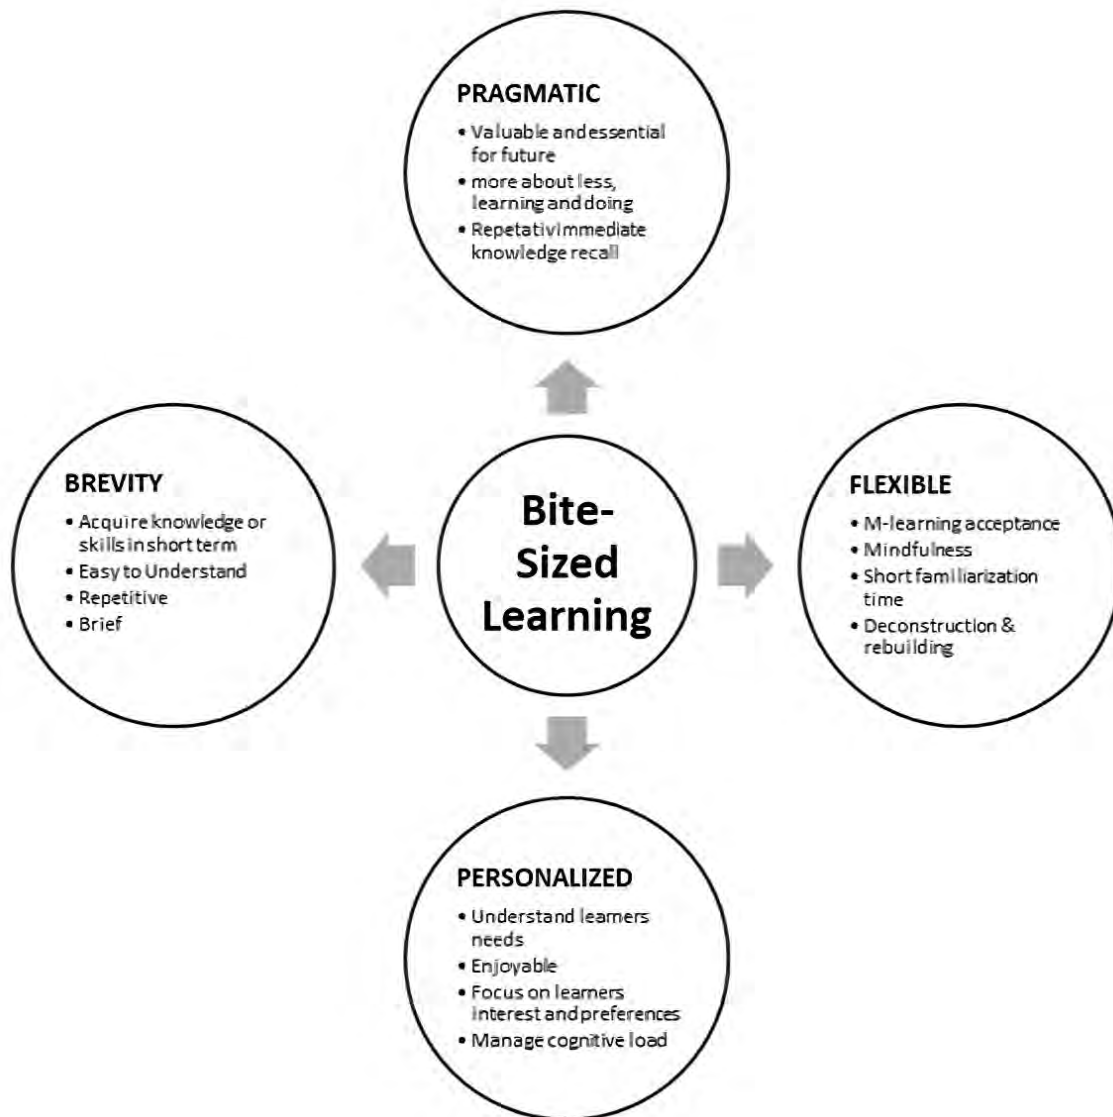 PRAGMATIC
• Valuable and essential
for future
• more about less,
learning and doing
• Repetativ immediate
knowledge recall
BREVITY
• Acquire knowledge or
skills in short term
• Easy to Understand
• Repetitive
• Brief
Bite-
Sized
Learning
FLEXIBLE
• M-learning acceptance
• Mindfulness
• Short familiarization
time
• Deconstruction &
rebuilding
PERSONALIZED
• Understand learners
needs
• Enjoyable
• Focus on learners
interest and preferences
• Manage cognitive load